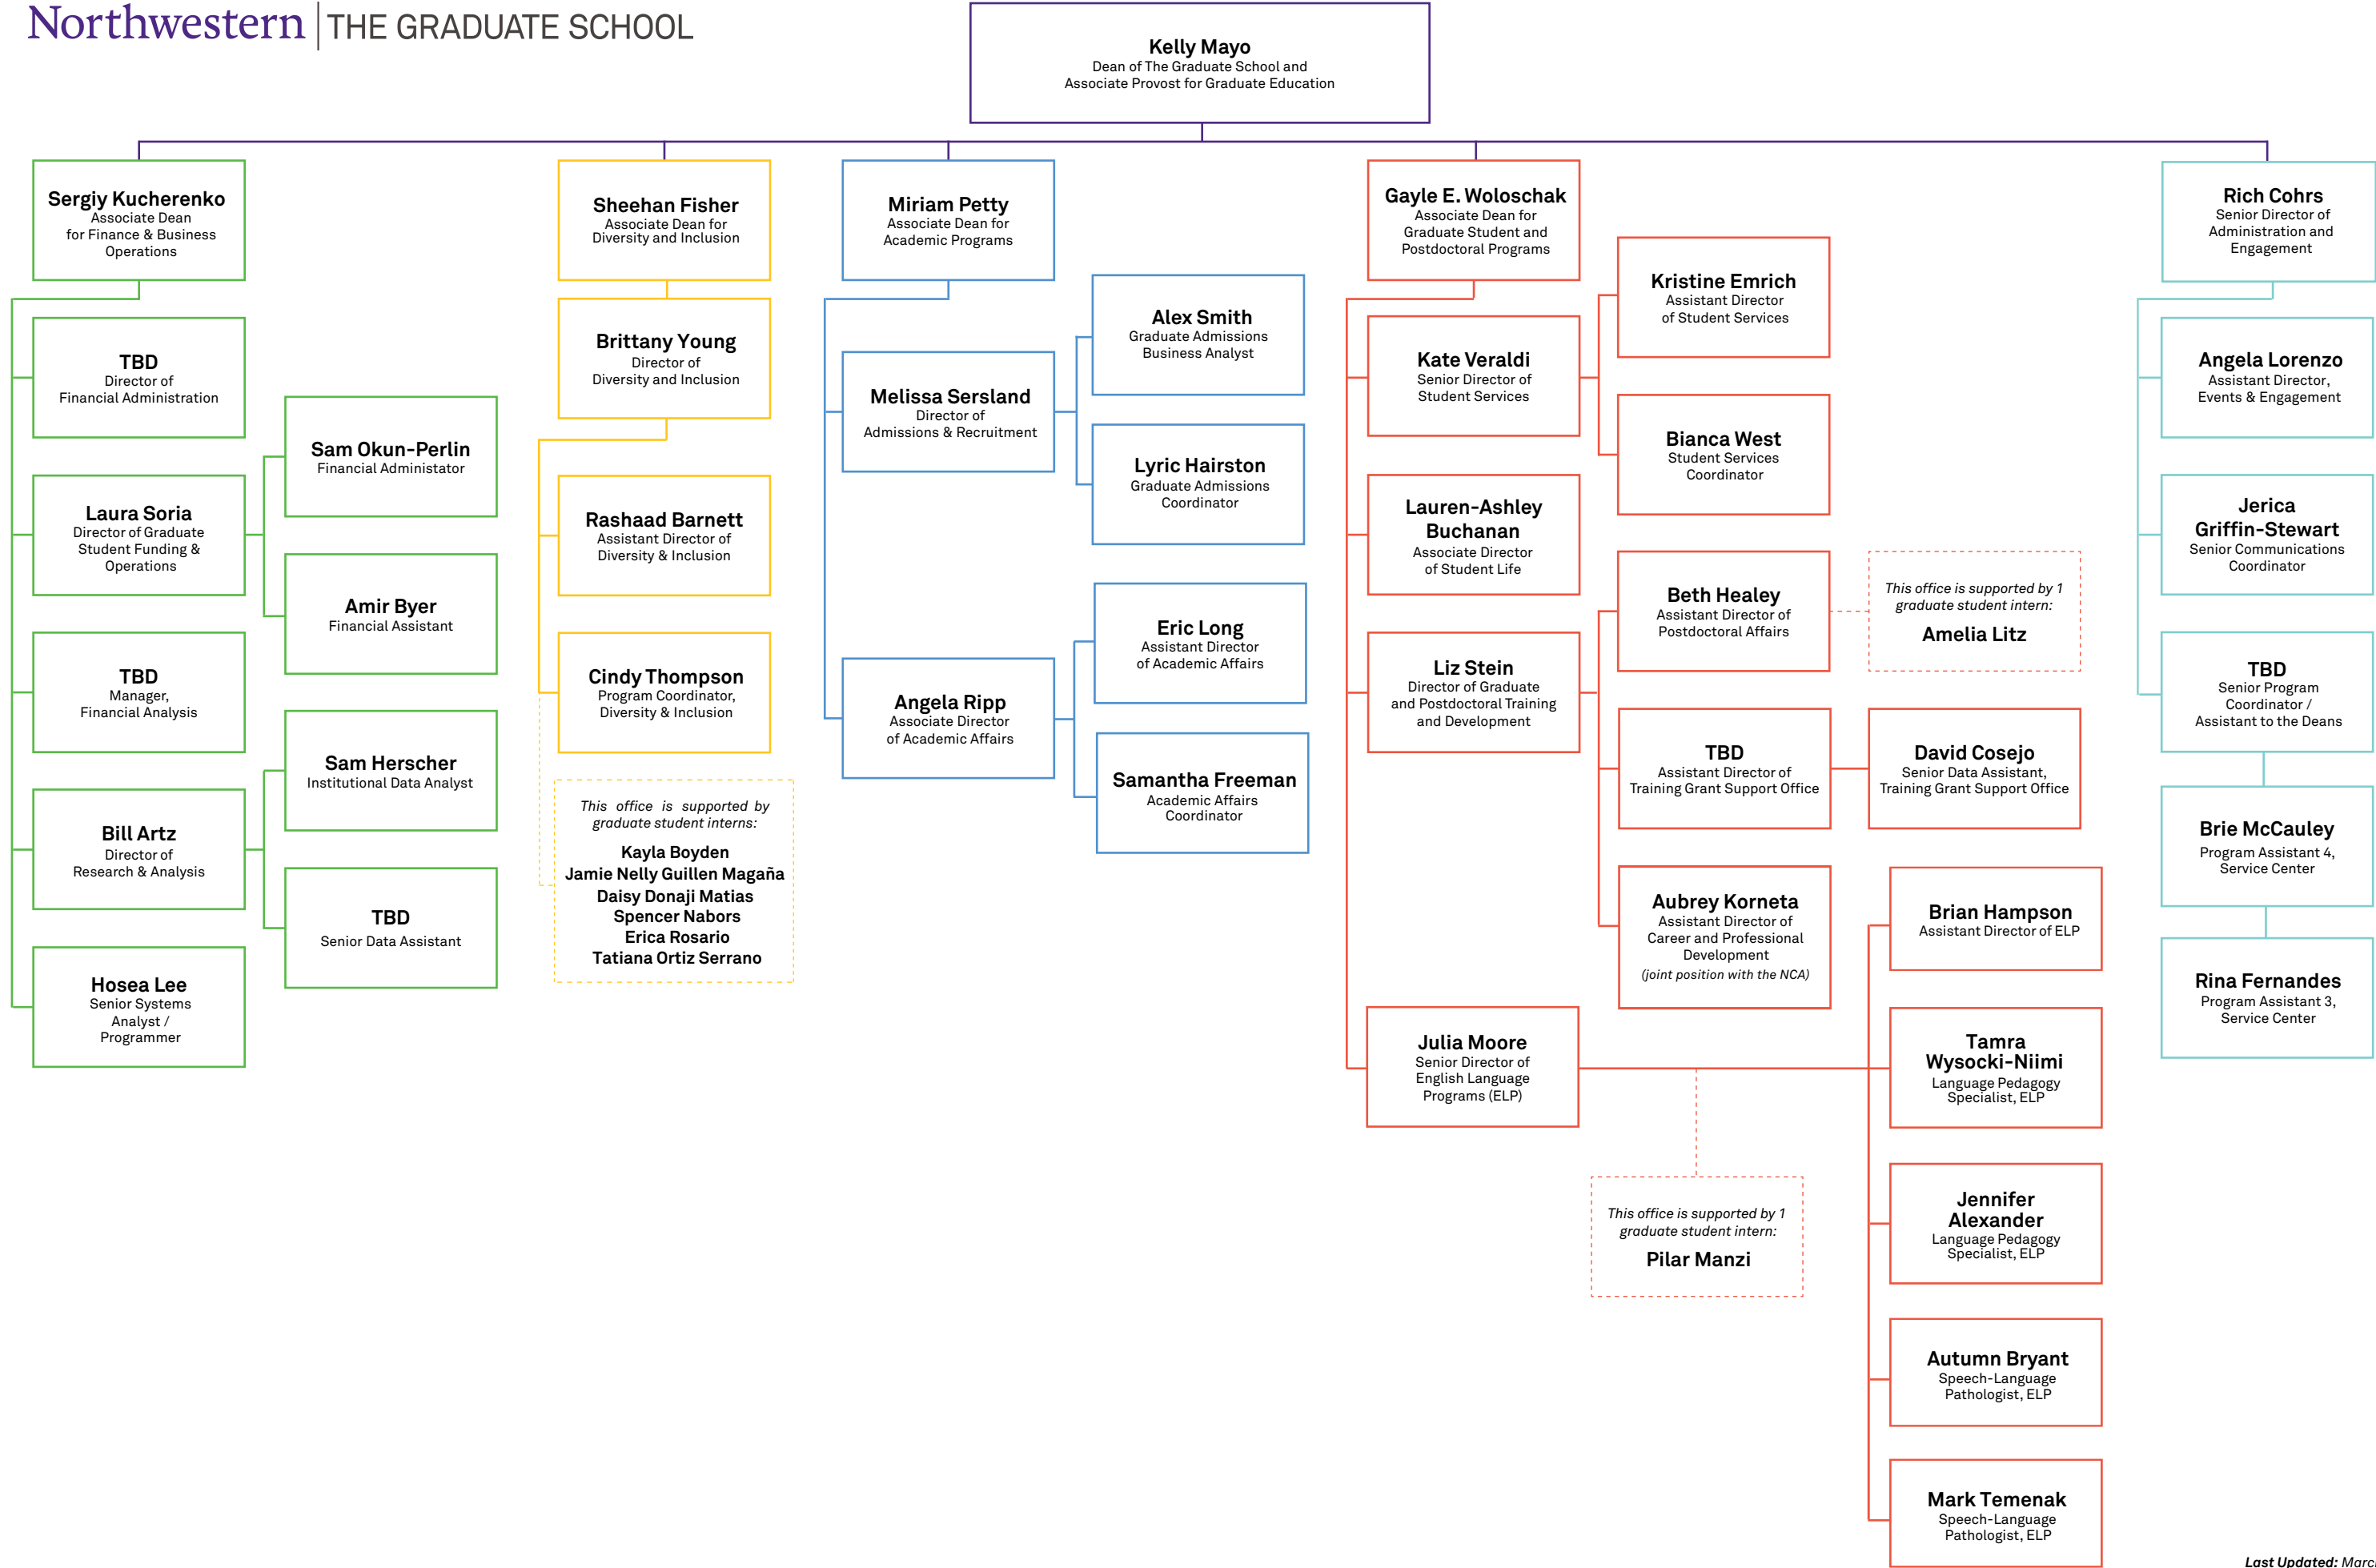 Northwestern | THE GRADUATE SCHOOL
Kelly Mayo
Dean of The Graduate School and
Associate Provost for Graduate Education
Sergiy Kucherenko
Associate Dean
for Finance & Business
Operations
TBD
Director of
Financial Administration
Laura Soria
Director of Graduate
Student Funding &
Operations
Sam Okun-Perlin
Financial Administator
Amir Byer
Financial Assistant
TBD
Manager,
Financial Analysis
Bill Artz
Director of
Research & Analysis
Sam Herscher
Institutional Data Analyst
TBD
Senior Data Assistant
Hosea Lee
Senior Systems
Analyst /
Programmer
Sheehan Fisher
Associate Dean for
Diversity and Inclusion
Brittany Young
Director of
Diversity and Inclusion
Rashaad Barnett
Assistant Director of
Diversity & Inclusion
Cindy Thompson
Program Coordinator,
Diversity & Inclusion
This office is supported by
graduate student interns:
Kayla Boyden
Jamie Nelly Guillen Magaña
Daisy Donaji Matias
Spencer Nabors
Erica Rosario
Tatiana Ortiz Serrano
Miriam Petty
Associate Dean for
Academic Programs
Melissa Sersland
Director of
Admissions & Recruitment
Alex Smith
Graduate Admissions
Business Analyst
Lyric Hairston
Graduate Admissions
Coordinator
Angela Ripp
Associate Director
of Academic Affairs
Eric Long
Assistant Director
of Academic Affairs
Samantha Freeman
Academic Affairs
Coordinator
Gayle E. Woloschak
Associate Dean for
Graduate Student and
Postdoctoral Programs
Kate Veraldi
Senior Director of
Student Services
Kristine Emrich
Assistant Director
of Student Services
Bianca West
Student Services
Coordinator
Lauren-Ashley
Buchanan
Associate Director
of Student Life
Liz Stein
Director of Graduate
and Postdoctoral Training
and Development
Beth Healey
Assistant Director of
Postdoctoral Affairs
This office is supported by 1
graduate student intern:
Amelia Litz
TBD
Assistant Director of
Training Grant Support Office
David Cosejo
Senior Data Assistant,
Training Grant Support Office
Aubrey Korneta
Assistant Director of
Career and Professional
Development
(joint position with the NCA)
Julia Moore
Senior Director of
English Language
Programs (ELP)
This office is supported by 1
graduate student intern:
Pilar Manzi
Brian Hampson
Assistant Director of ELP
Tamra
Wysocki-Niimi
Language Pedagogy
Specialist, ELP
Jennifer
Alexander
Language Pedagogy
Specialist, ELP
Autumn Bryant
Speech-Language
Pathologist, ELP
Mark Temenak
Speech-Language
Pathologist, ELP
Rich Cohrs
Senior Director of
Administration and
Engagement
Angela Lorenzo
Assistant Director,
Events & Engagement
Jerica
Griffin-Stewart
Senior Communications
Coordinator
TBD
Senior Program
Coordinator /
Assistant to the Deans
Brie McCauley
Program Assistant 4,
Service Center
Rina Fernandes
Program Assistant 3,
Service Center
Last Updated: